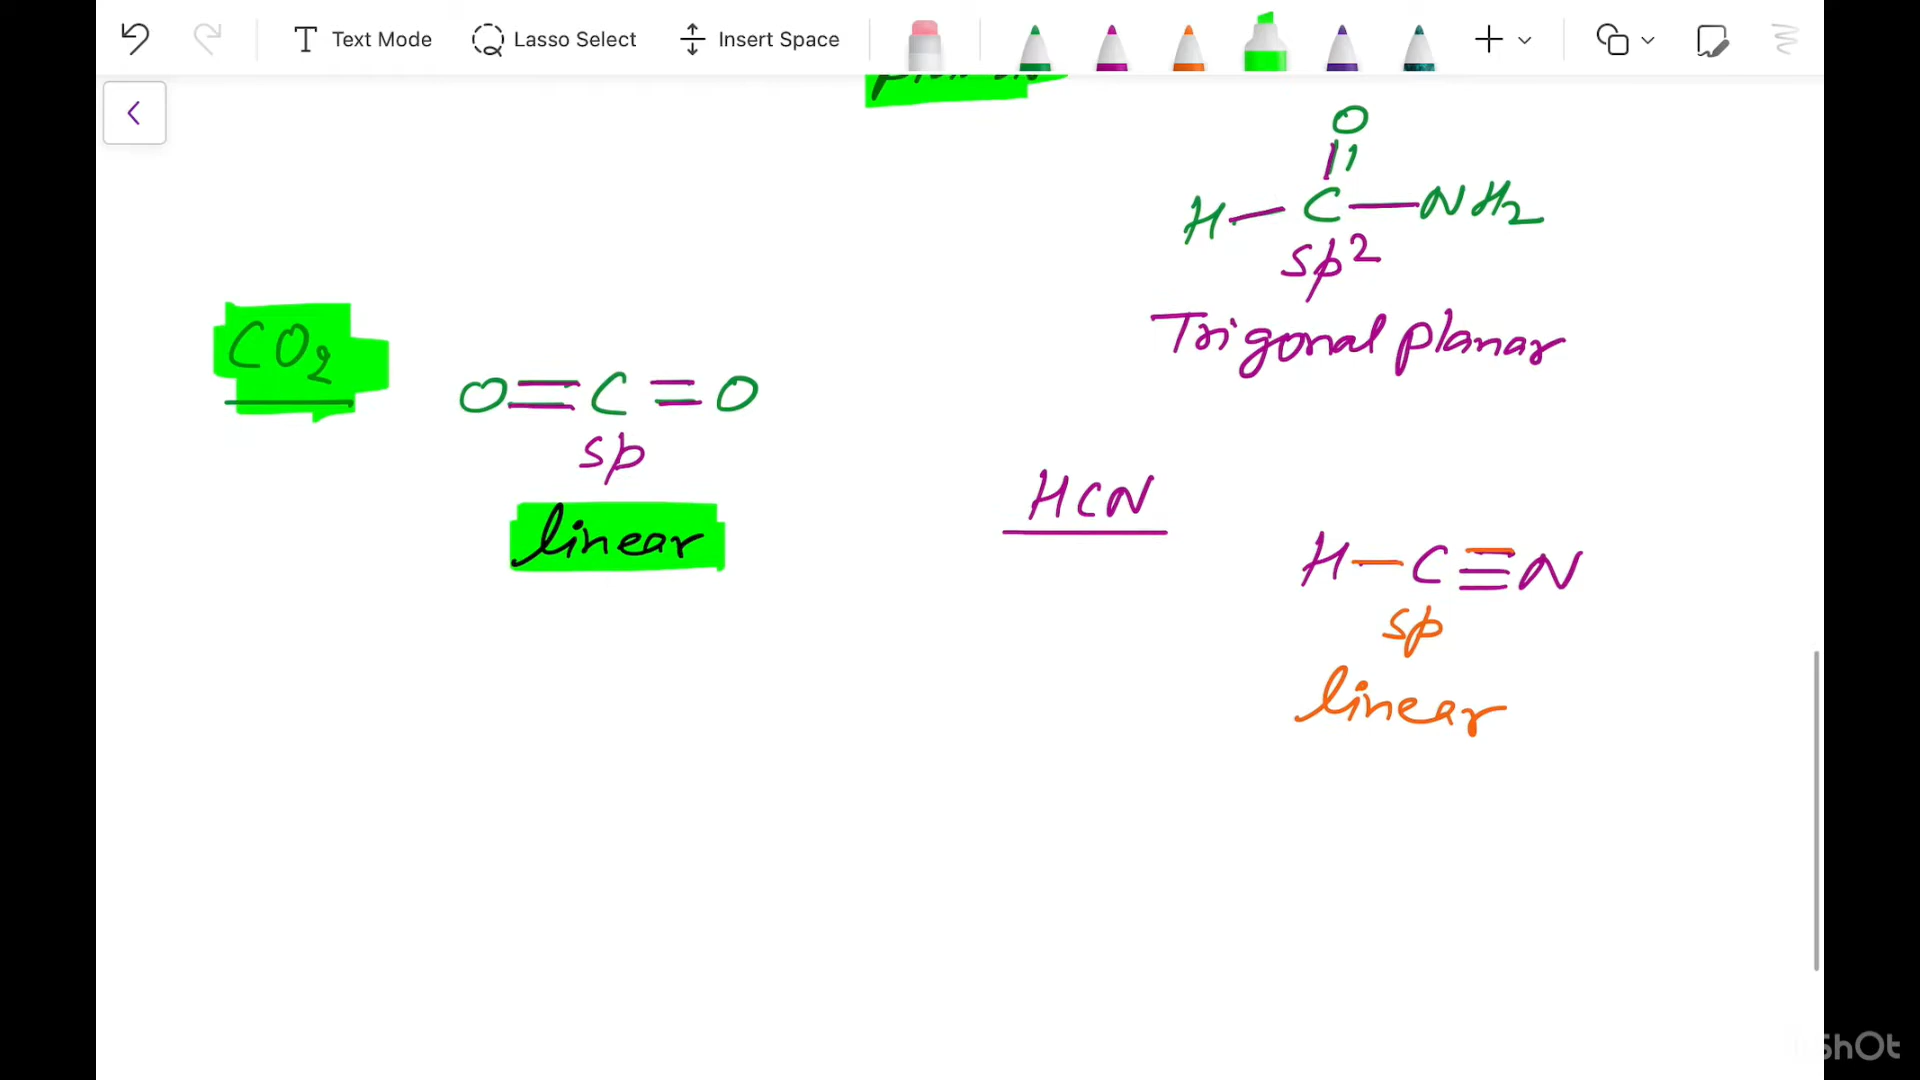 Text Mode Lasso Select Insert Space
O
H-C-NH2
sp2
Trigonal planar
CO2
O=C=O
sp
linear
HCN
H-C≡N
sp
linear